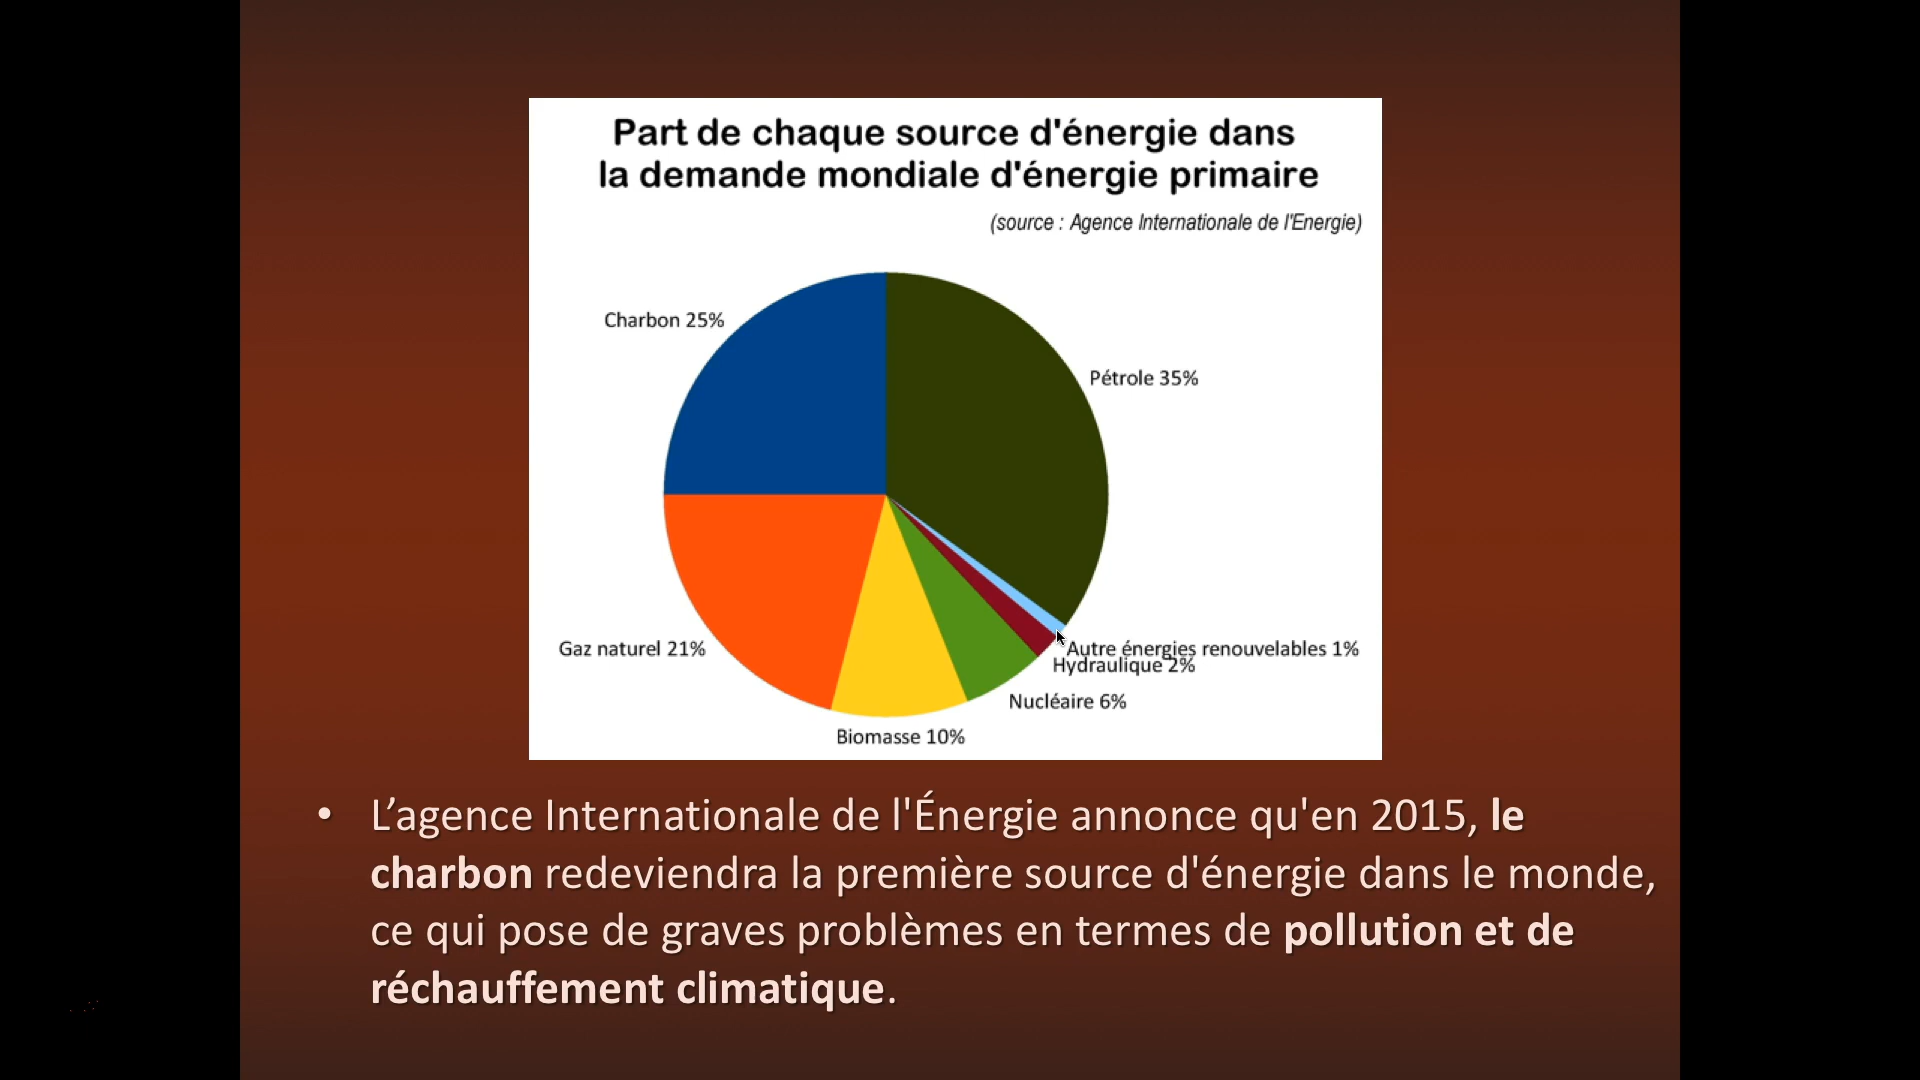 Part de chaque source d'énergie dans
la demande mondiale d'énergie primaire
(source : Agence Internationale de l'Energie)
Charbon 25%
Pétrole 35%
Gaz naturel 21%
Autre énergies renouvelables 1%
Hydraulique 2%
Nucléaire 6%
Biomasse 10%
• L’agence Internationale de l'Énergie annonce qu'en 2015, le
charbon redeviendra la première source d'énergie dans le monde,
ce qui pose de graves problèmes en termes de pollution et de
réchauffement climatique.